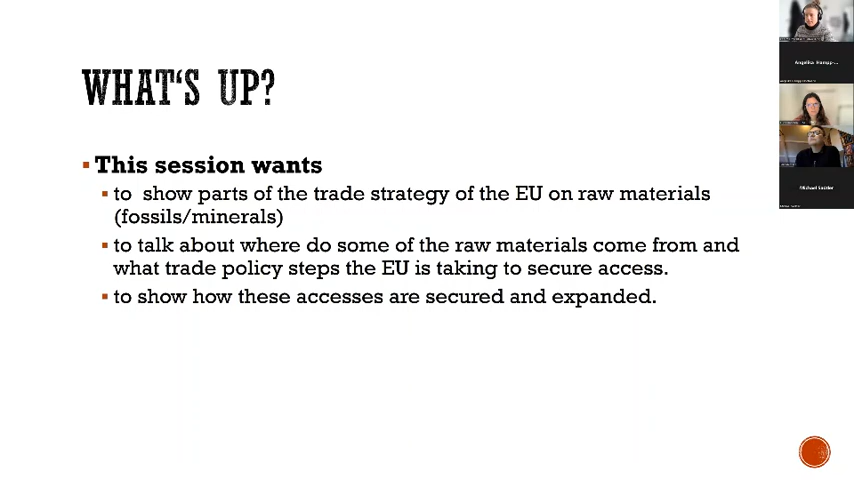 WHAT'S UP?
This session wants
to show parts of the trade strategy of the EU on raw materials
(fossils/minerals)
to talk about where do some of the raw materials come from and
what trade policy steps the EU is taking to secure access.
to show how these accesses are secured and expanded.
Angelica
Michael